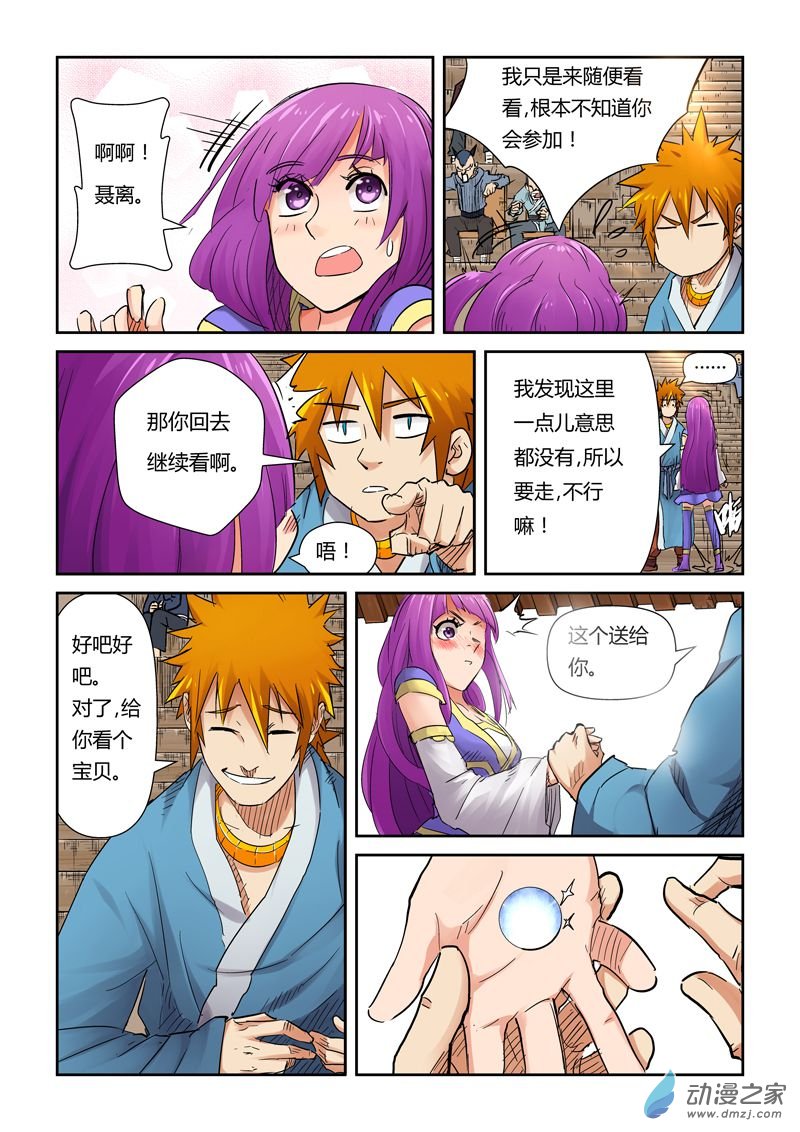 啊啊！
聂离。
我只是来随便看
看,根本不知道你
会参加！
那你回去
继续看啊。
唔！
我发现这里
一点儿意思
都没有,所以
要走,不行
嘛！
……
好吧好
吧。
对了,给
你看个
宝贝。
这个送给
你。
动漫之家
www.dmzj.com